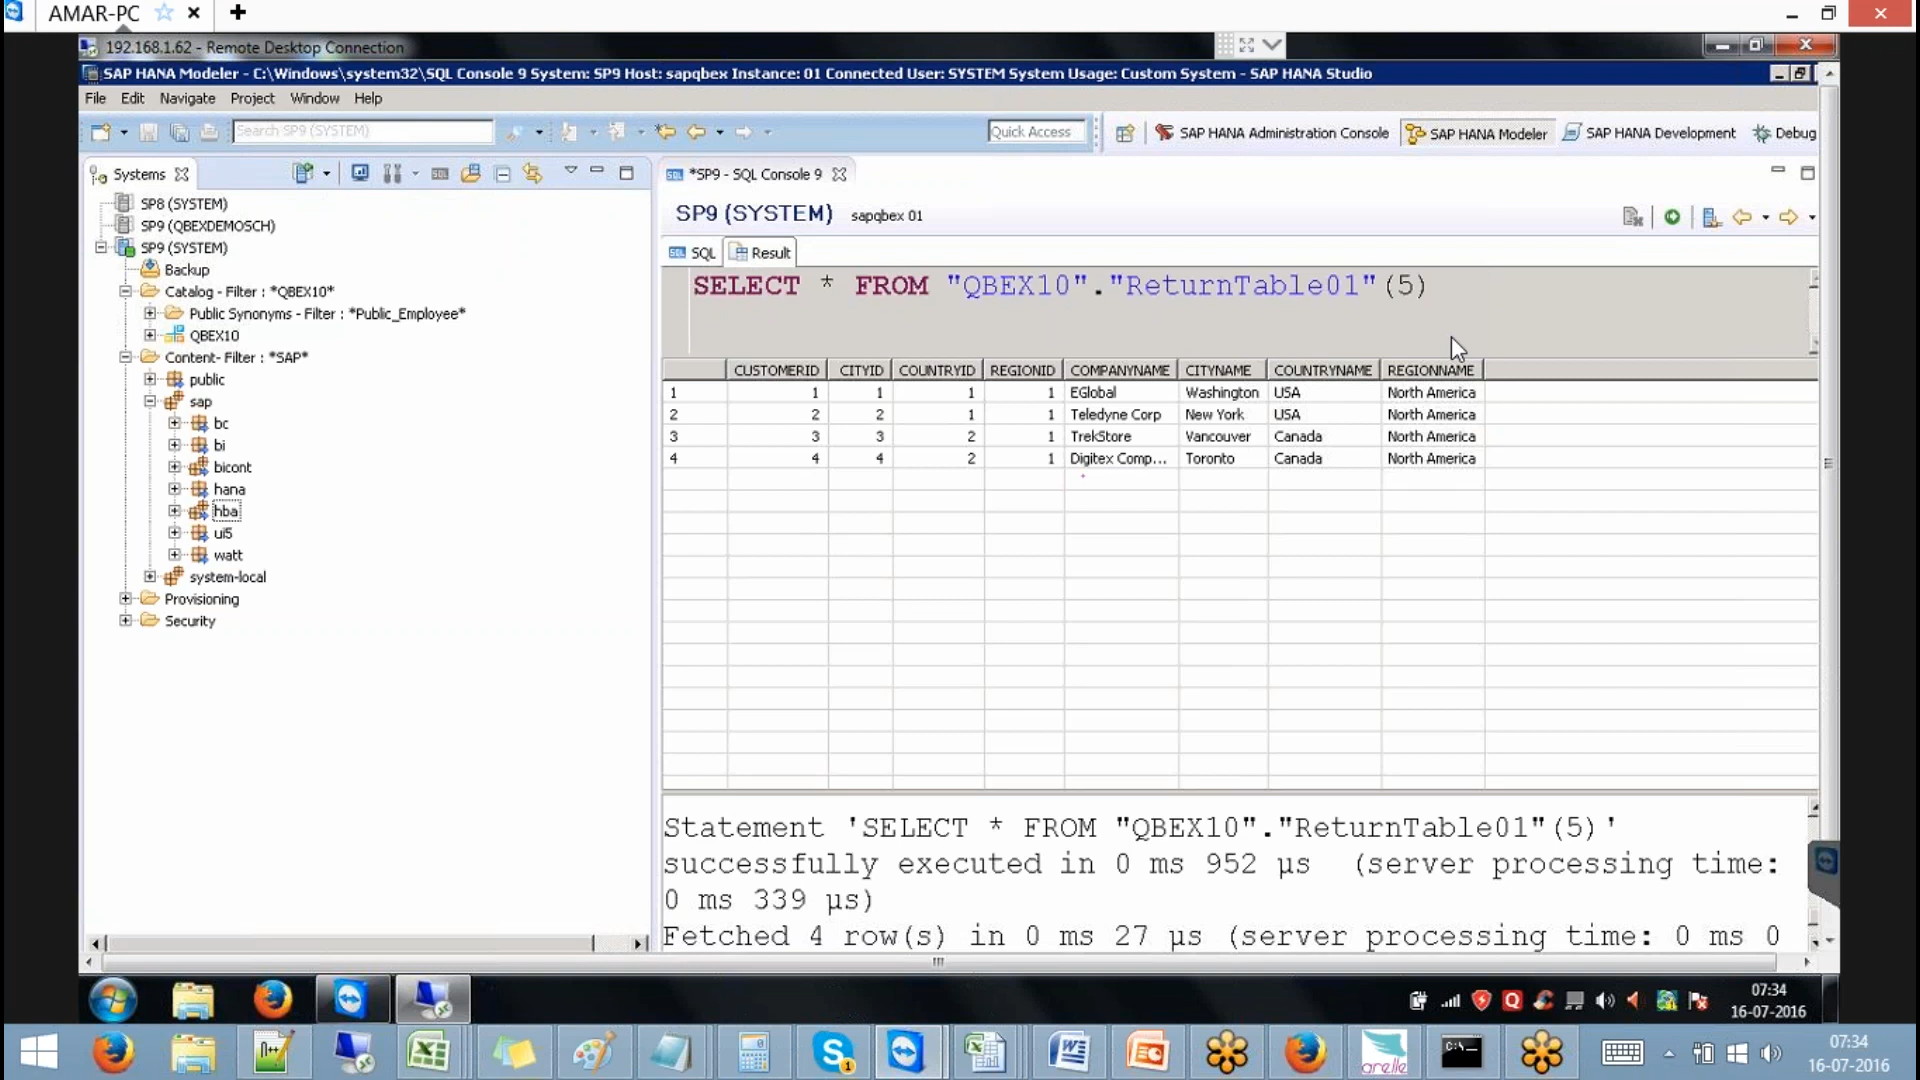 AMAR-PC
192.168.1.62 - Remote Desktop Connection
SAP HANA Modeler - C:\Windows\system32\SQL Console 9 System: SP9 Host: sapqbex Instance: 01 Connected User: SYSTEM System Usage: Custom System - SAP HANA Studio
File Edit Navigate Project Window Help
Search SP9 (SYSTEM)
Quick Access
SAP HANA Administration Console
SAP HANA Modeler
SAP HANA Development
Debug
Systems
SP8 (SYSTEM)
SP9 (QBEXDEMOSCH)
SP9 (SYSTEM)
Backup
Catalog - Filter : *QBEX10*
Public Synonyms - Filter : *Public_Employee*
QBEX10
Content- Filter : *SAP*
public
sap
bc
bi
bicont
hana
hba
ui5
watt
system-local
Provisioning
Security
*SP9 - SQL Console 9
SP9 (SYSTEM) sapqbex 01
SQL Result
SELECT * FROM "QBEX10"."ReturnTable01"(5)
CUSTOMERID CITYID COUNTRYID REGIONID COMPANYNAME CITYNAME COUNTRYNAME REGIONNAME
1 1 1 1 1 EGlobal Washington USA North America
2 2 2 1 1 Teledyne Corp New York USA North America
3 3 3 2 1 TrekStore Vancouver Canada North America
4 4 4 2 1 Digitex Comp... Toronto Canada North America
Statement 'SELECT * FROM "QBEX10"."ReturnTable01"(5)'
successfully executed in 0 ms 952 µs (server processing time:
0 ms 339 µs)
Fetched 4 row(s) in 0 ms 27 µs (server processing time: 0 ms 0
07:34
16-07-2016
arelle
07:34
16-07-2016